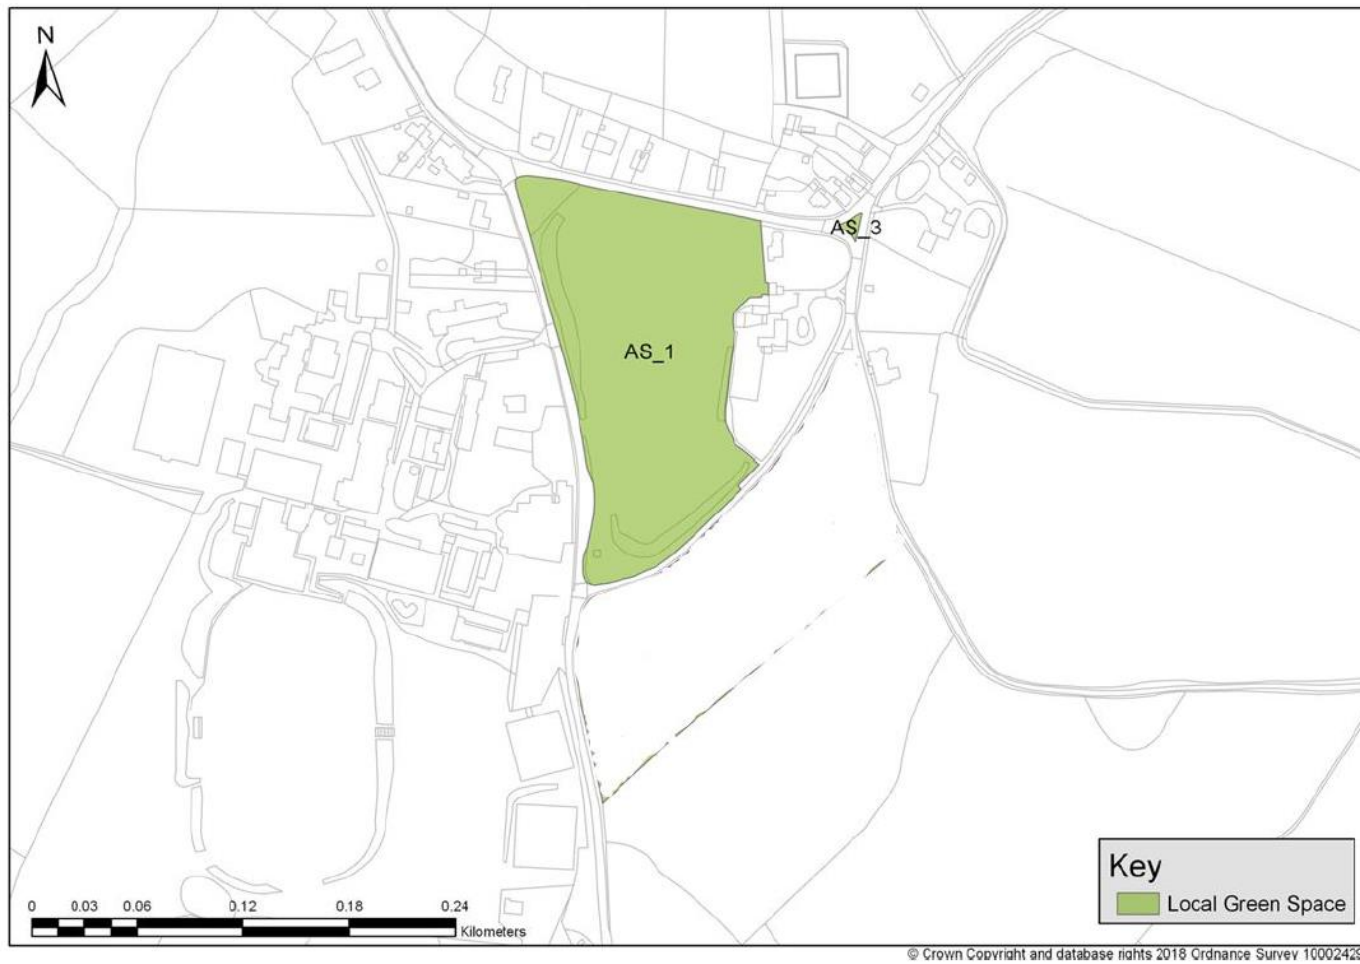 N
AS_3
AS_1
Key
Local Green Space
0 0.03 0.06 0.12 0.18 0.24
Kilometers
© Crown Copyright and database rights 2018 Ordnance Survey 10002429